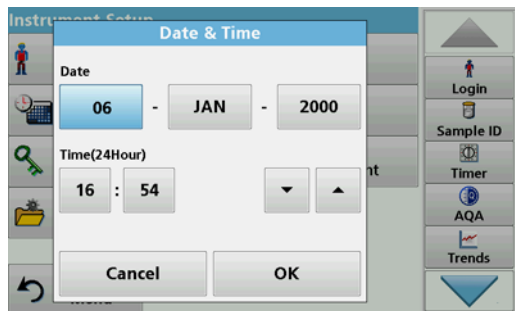 Instrument Setup
Date & Time
Date
06 - JAN - 2000
Time(24Hour)
16 : 54
Cancel OK
Menu
Login
Sample ID
Timer
AQA
Trends